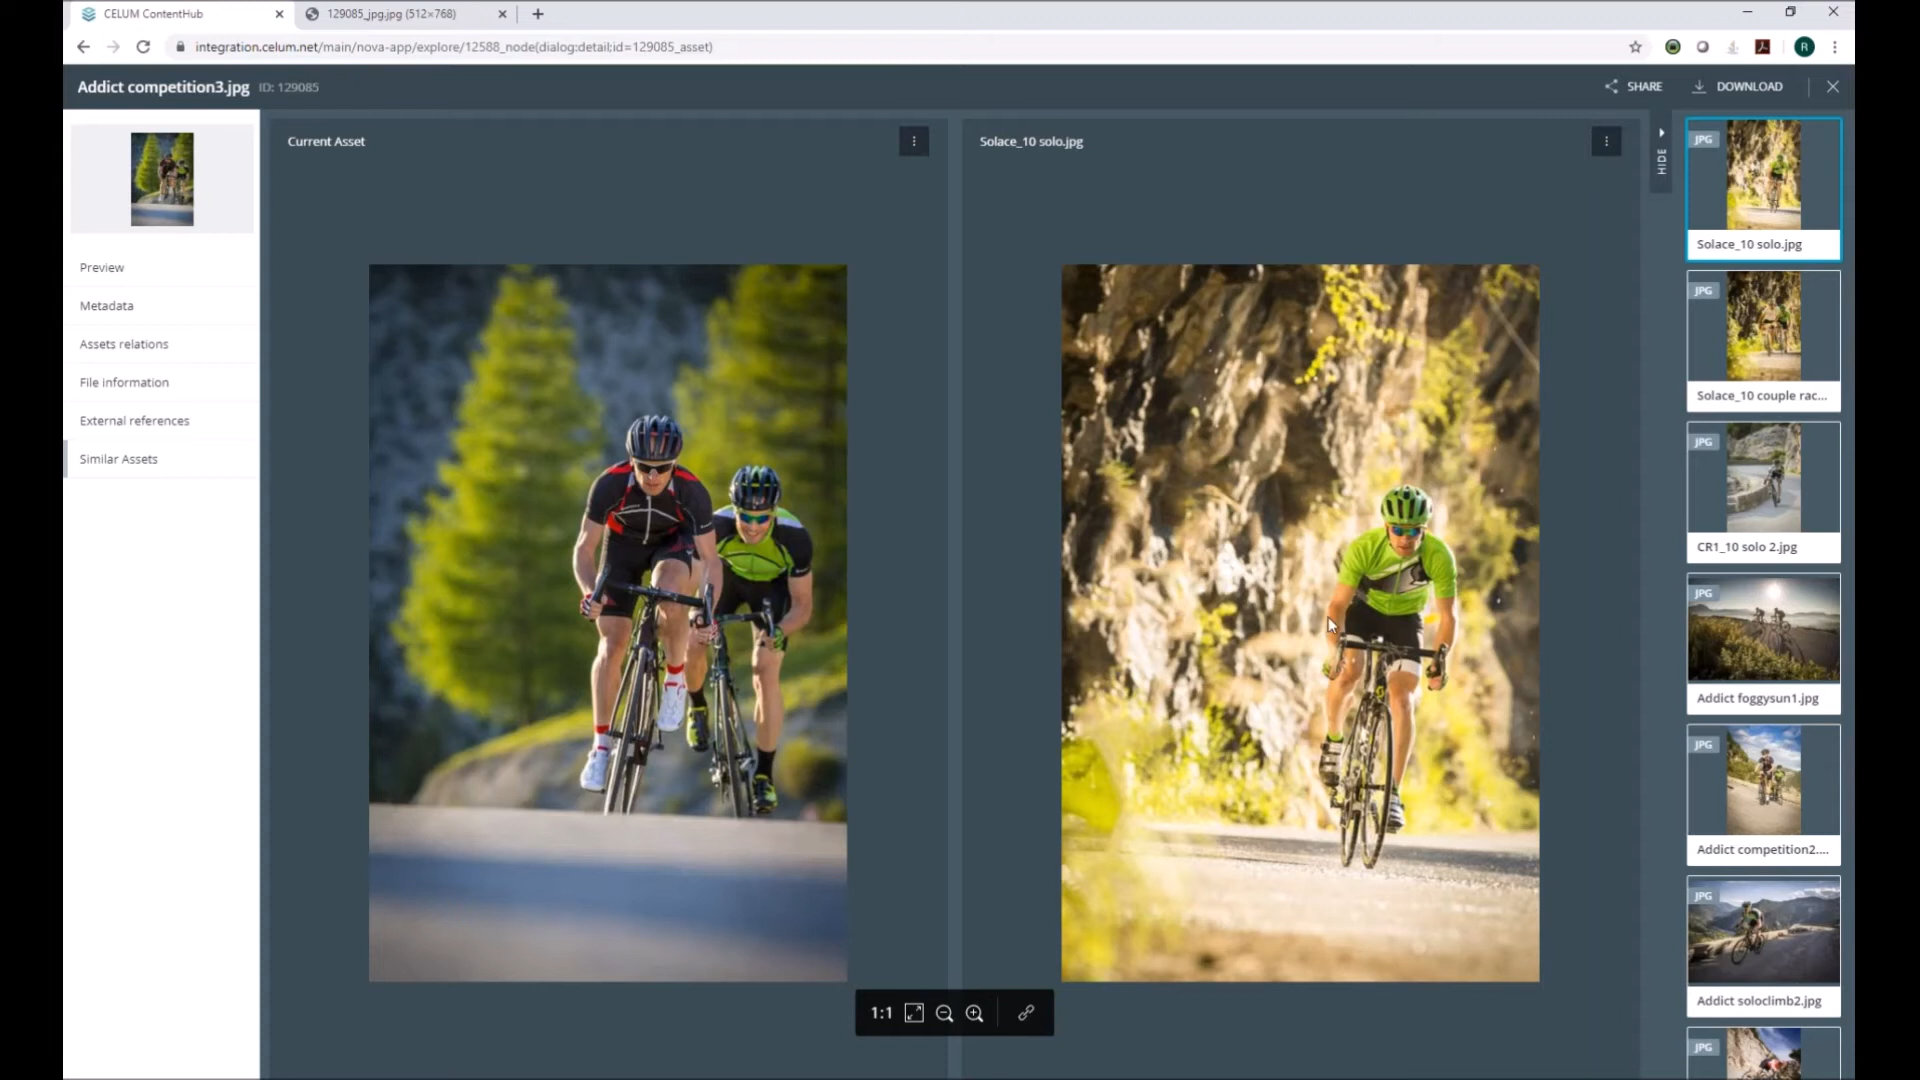 CELUM ContentHub
129085_jpg.jpg (512×768)
integration.celum.net/main/nova-app/explore/12588_node(dialog:detail;id=129085_asset)
R
Addict competition3.jpg ID: 129085
SHARE
DOWNLOAD
Preview
Metadata
Assets relations
File information
External references
Similar Assets
Current Asset
Solace_10 solo.jpg
1:1
HIDE
JPG
Solace_10 solo.jpg
JPG
Solace_10 couple rac...
JPG
CR1_10 solo 2.jpg
JPG
Addict foggysun1.jpg
JPG
Addict competition2....
JPG
Addict soloclimb2.jpg
JPG